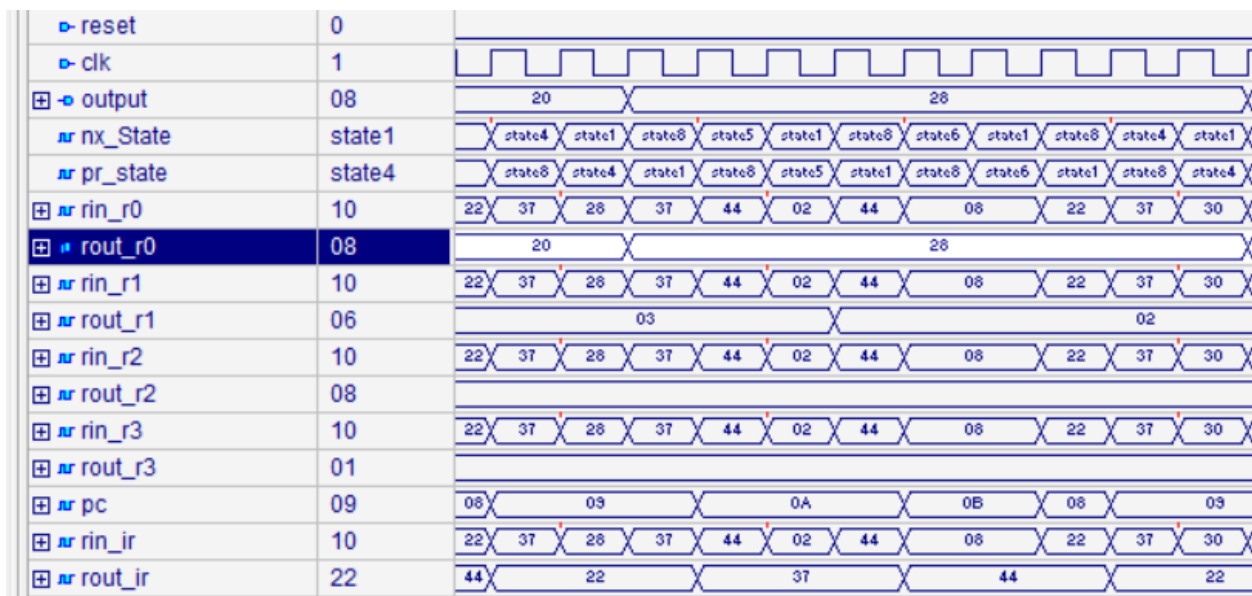 reset 0
clk 1
output 08 20 28
nx_State state1 state4 state1 state8 state5 state1 state8 state6 state1 state8 state4 state1
pr_state state4 state8 state4 state1 state8 state5 state1 state8 state6 state1 state8 state4
rin_r0 10 22 37 28 37 44 02 44 08 22 37 30
rout_r0 08 20 28
rin_r1 10 22 37 28 37 44 02 44 08 22 37 30
rout_r1 06 03 02
rin_r2 10 22 37 28 37 44 02 44 08 22 37 30
rout_r2 08
rin_r3 10 22 37 28 37 44 02 44 08 22 37 30
rout_r3 01
pc 09 08 09 0A 0B 08 09
rin_ir 10 22 37 28 37 44 02 44 08 22 37 30
rout_ir 22 44 22 37 44 22